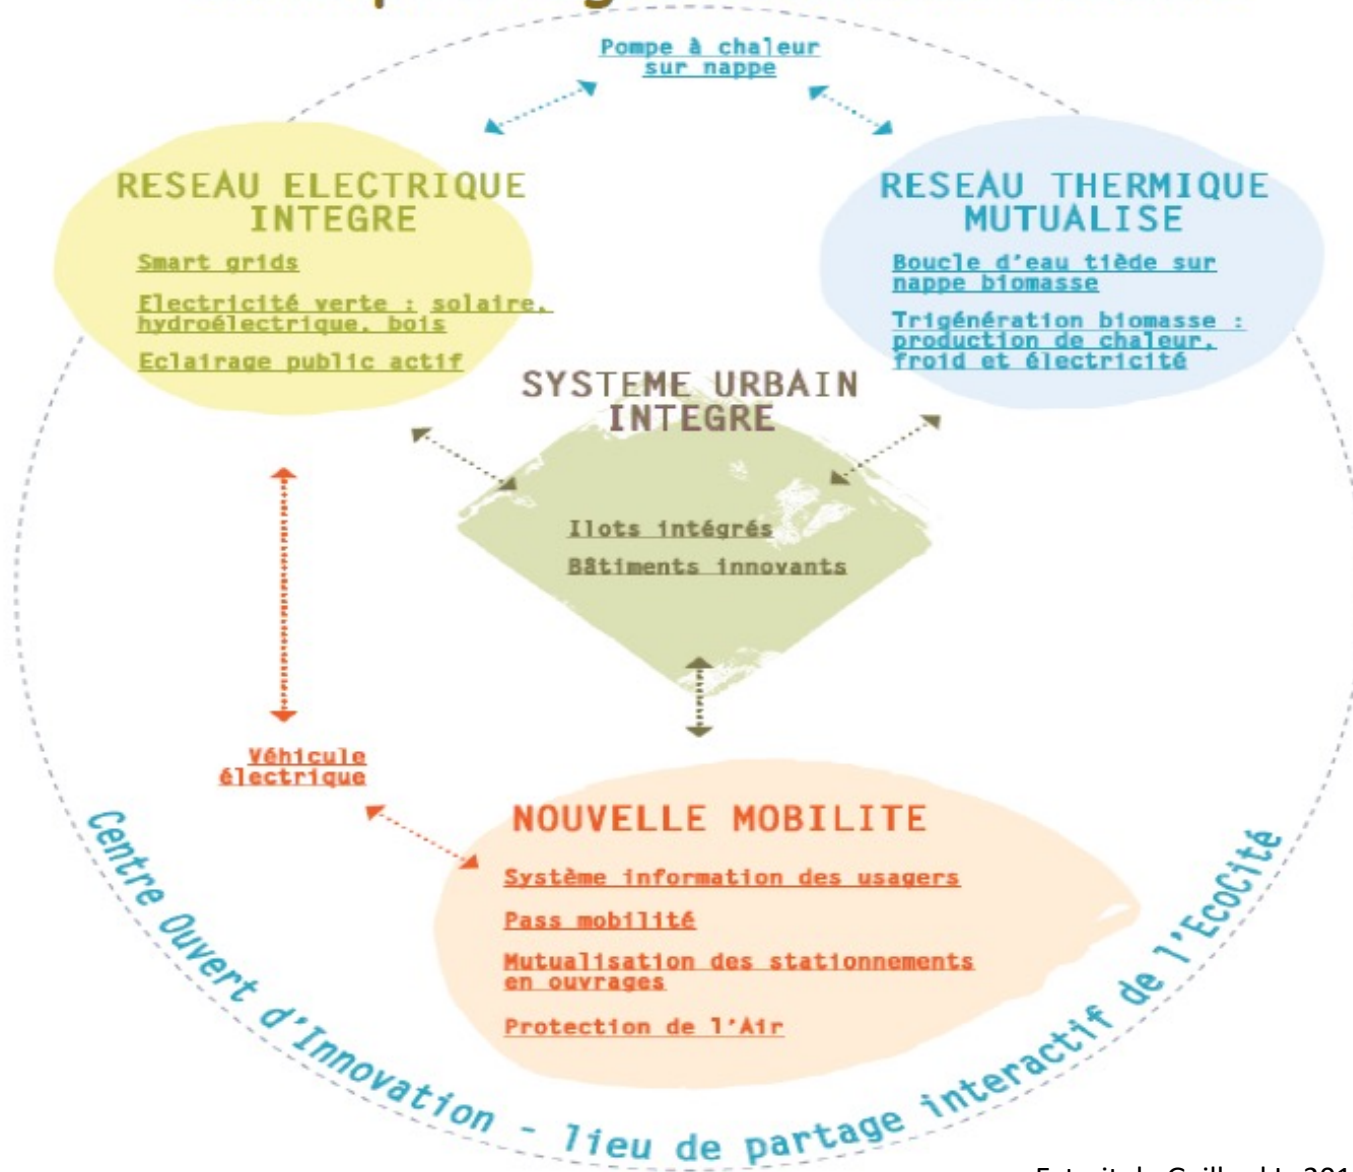 Pompe à chaleur
sur nappe
RESEAU ELECTRIQUE
INTEGRE
Smart grids
Electricité verte : solaire,
hydroélectrique, bois
Eclairage public actif
RESEAU THERMIQUE
MUTUALISE
Boucle d'eau tiède sur
nappe biomasse
Trigénération biomasse :
production de chaleur,
froid et électricité
SYSTEME URBAIN
INTEGRE
Ilots intégrés
Bâtiments innovants
Véhicule
électrique
NOUVELLE MOBILITE
Système information des usagers
Pass mobilité
Mutualisation des stationnements
en ouvrages
Protection de l'Air
Centre Ouvert d'Innovation - lieu de partage interactif de l'EcoCité